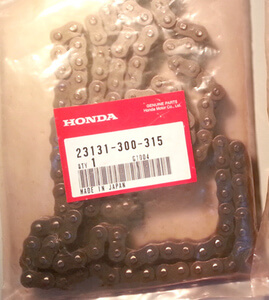 HONDA
GENUINE PARTS
Honda Motor Co., Ltd.
23131-300-315
QTY 1 G1004
MADE IN JAPAN